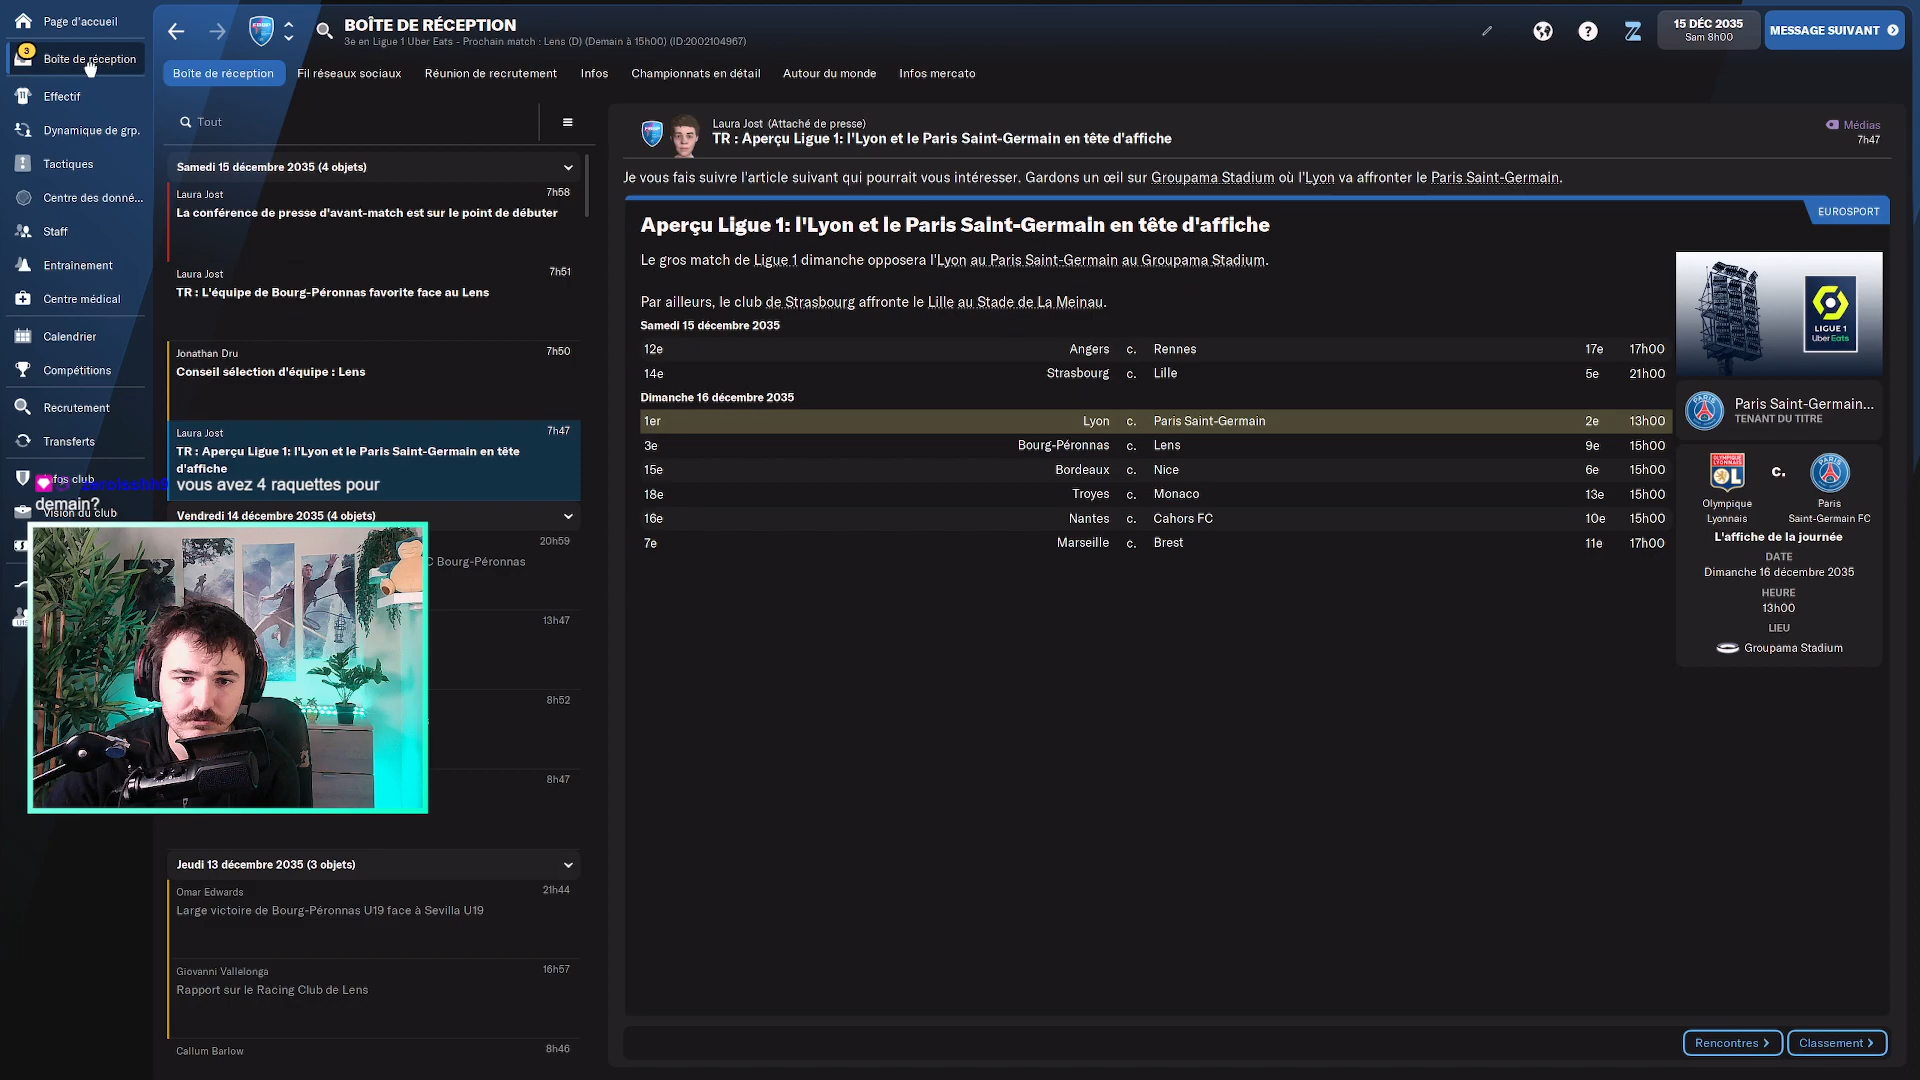 Page d'accueil
BOÎTE DE RÉCEPTION
3e en Ligue 1 Uber Eats - Prochain match : Lens (D) (Demain à 15h00) (ID:2002104967)
15 DÉC 2035
Sam 8h00
MESSAGE SUIVANT
3
Boîte de réception
Boîte de réception
Fil réseaux sociaux
Réunion de recrutement
Infos
Championnats en détail
Autour du monde
Infos mercato
Effectif
Dynamique de grp.
Tactiques
Centre des donné...
Staff
Entraînement
Centre médical
Calendrier
Compétitions
Recrutement
Transferts
Infos club
Vision du club
vous avez 4 raquettes pour
demain?
Tout
Samedi 15 décembre 2035 (4 objets)
Laura Jost
7h58
La conférence de presse d'avant-match est sur le point de débuter
Laura Jost
7h51
TR : L'équipe de Bourg-Péronnas favorite face au Lens
Jonathan Dru
7h50
Conseil sélection d'équipe : Lens
Laura Jost
7h47
TR : Aperçu Ligue 1: l'Lyon et le Paris Saint-Germain en tête
d'affiche
Vendredi 14 décembre 2035 (4 objets)
20h59
Bourg-Péronnas
13h47
8h52
8h47
Jeudi 13 décembre 2035 (3 objets)
Omar Edwards
21h44
Large victoire de Bourg-Péronnas U19 face à Sevilla U19
Giovanni Vallelonga
16h57
Rapport sur le Racing Club de Lens
Callum Barlow
8h46
Laura Jost (Attaché de presse)
TR : Aperçu Ligue 1: l'Lyon et le Paris Saint-Germain en tête d'affiche
Médias
7h47
Je vous fais suivre l'article suivant qui pourrait vous intéresser. Gardons un œil sur Groupama Stadium où l'Lyon va affronter le Paris Saint-Germain.
EUROSPORT
Aperçu Ligue 1: l'Lyon et le Paris Saint-Germain en tête d'affiche
Le gros match de Ligue 1 dimanche opposera l'Lyon au Paris Saint-Germain au Groupama Stadium.
Par ailleurs, le club de Strasbourg affronte le Lille au Stade de La Meinau.
Samedi 15 décembre 2035
12e Angers c. Rennes 17e 17h00
14e Strasbourg c. Lille 5e 21h00
Dimanche 16 décembre 2035
1er Lyon c. Paris Saint-Germain 2e 13h00
3e Bourg-Péronnas c. Lens 9e 15h00
15e Bordeaux c. Nice 6e 15h00
18e Troyes c. Monaco 13e 15h00
16e Nantes c. Cahors FC 10e 15h00
7e Marseille c. Brest 11e 17h00
LIGUE 1
Uber Eats
Paris Saint-Germain...
TENANT DU TITRE
c.
Olympique
Lyonnais
Paris
Saint-Germain FC
L'affiche de la journée
DATE
Dimanche 16 décembre 2035
HEURE
13h00
LIEU
Groupama Stadium
Rencontres
Classement